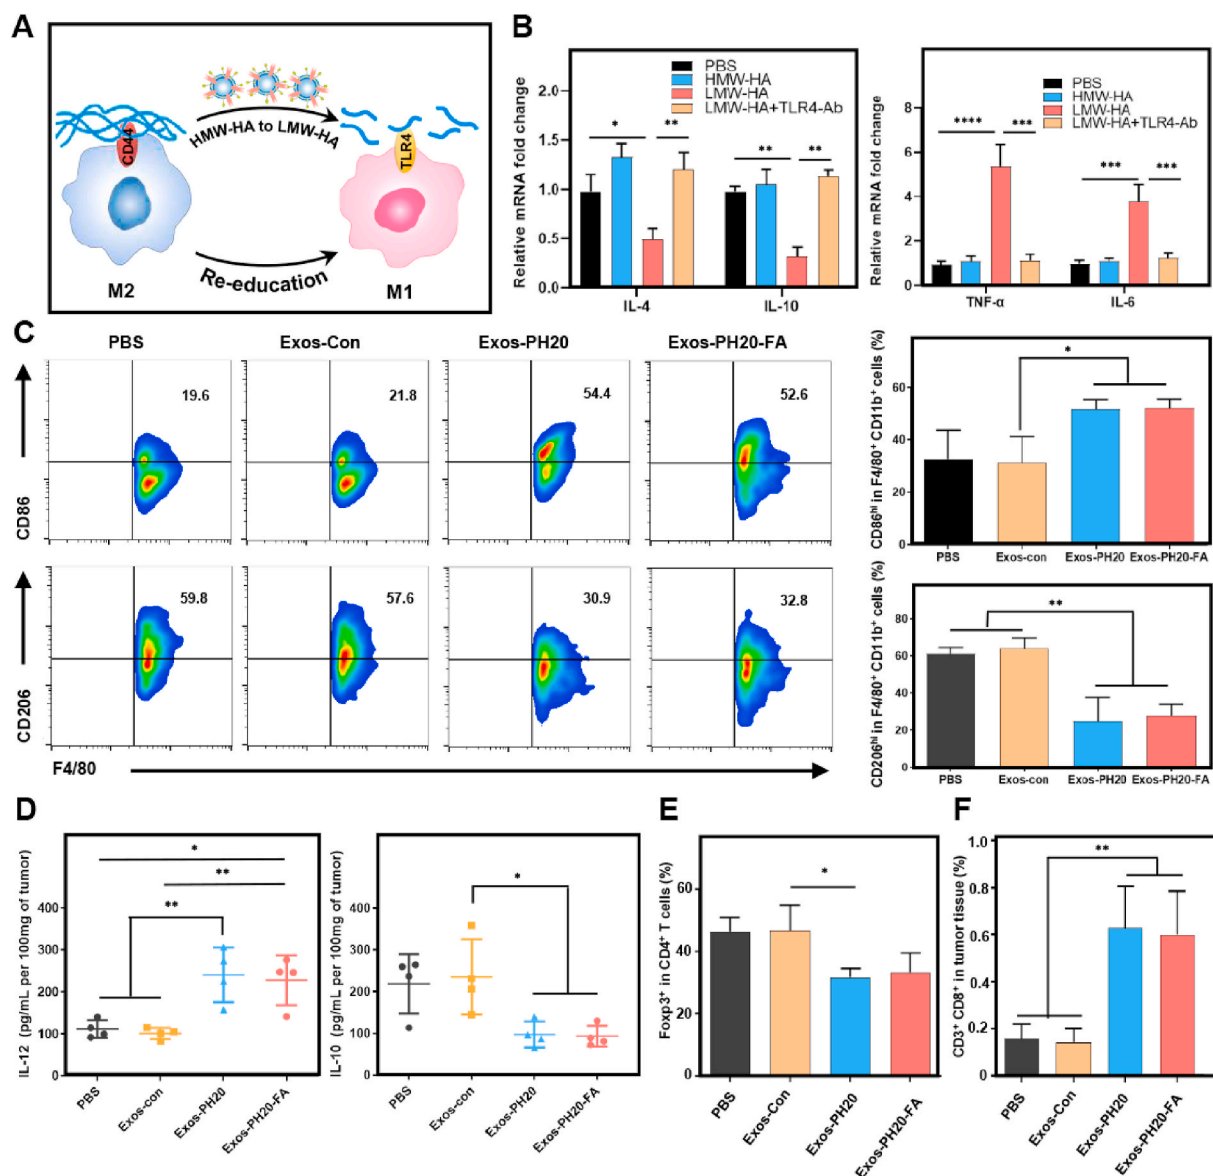 A
HMW-HA to LMW-HA
CD44
TLR4
Re-education
M2
M1
B
Relative mRNA fold change
PBS
HMW-HA
LMW-HA
LMW-HA+TLR4-Ab
1.5
1.0
0.5
0.0
*
**
**
**
IL-4
IL-10
Relative mRNA fold change
PBS
HMW-HA
LMW-HA
LMW-HA+TLR4-Ab
8
6
4
2
0
****
***
***
***
TNF-α
IL-6
C
PBS
Exos-Con
Exos-PH20
Exos-PH20-FA
CD86
19.6
21.8
54.4
52.6
CD206
59.8
57.6
30.9
32.8
F4/80
CD86hi in F4/80+ CD11b+ cells (%)
60
40
20
0
*
PBS
Exos-con
Exos-PH20
Exos-PH20-FA
CD206hi in F4/80+ CD11b+ cells (%)
80
60
40
20
0
**
PBS
Exos-con
Exos-PH20
Exos-PH20-FA
D
IL-12 (pg/mL per 100mg of tumor)
400
300
200
100
0
*
**
**
PBS
Exos-con
Exos-PH20
Exos-PH20-FA
IL-10 (pg/mL per 100mg of tumor)
400
300
200
100
0
*
PBS
Exos-con
Exos-PH20
Exos-PH20-FA
E
Foxp3+ in CD4+ T cells (%)
60
40
20
0
*
PBS
Exos-Con
Exos-PH20
Exos-PH20-FA
F
CD3+ CD8+ in tumor tissue (%)
1.0
0.8
0.6
0.4
0.2
0
**
PBS
Exos-Con
Exos-PH20
Exos-PH20-FA